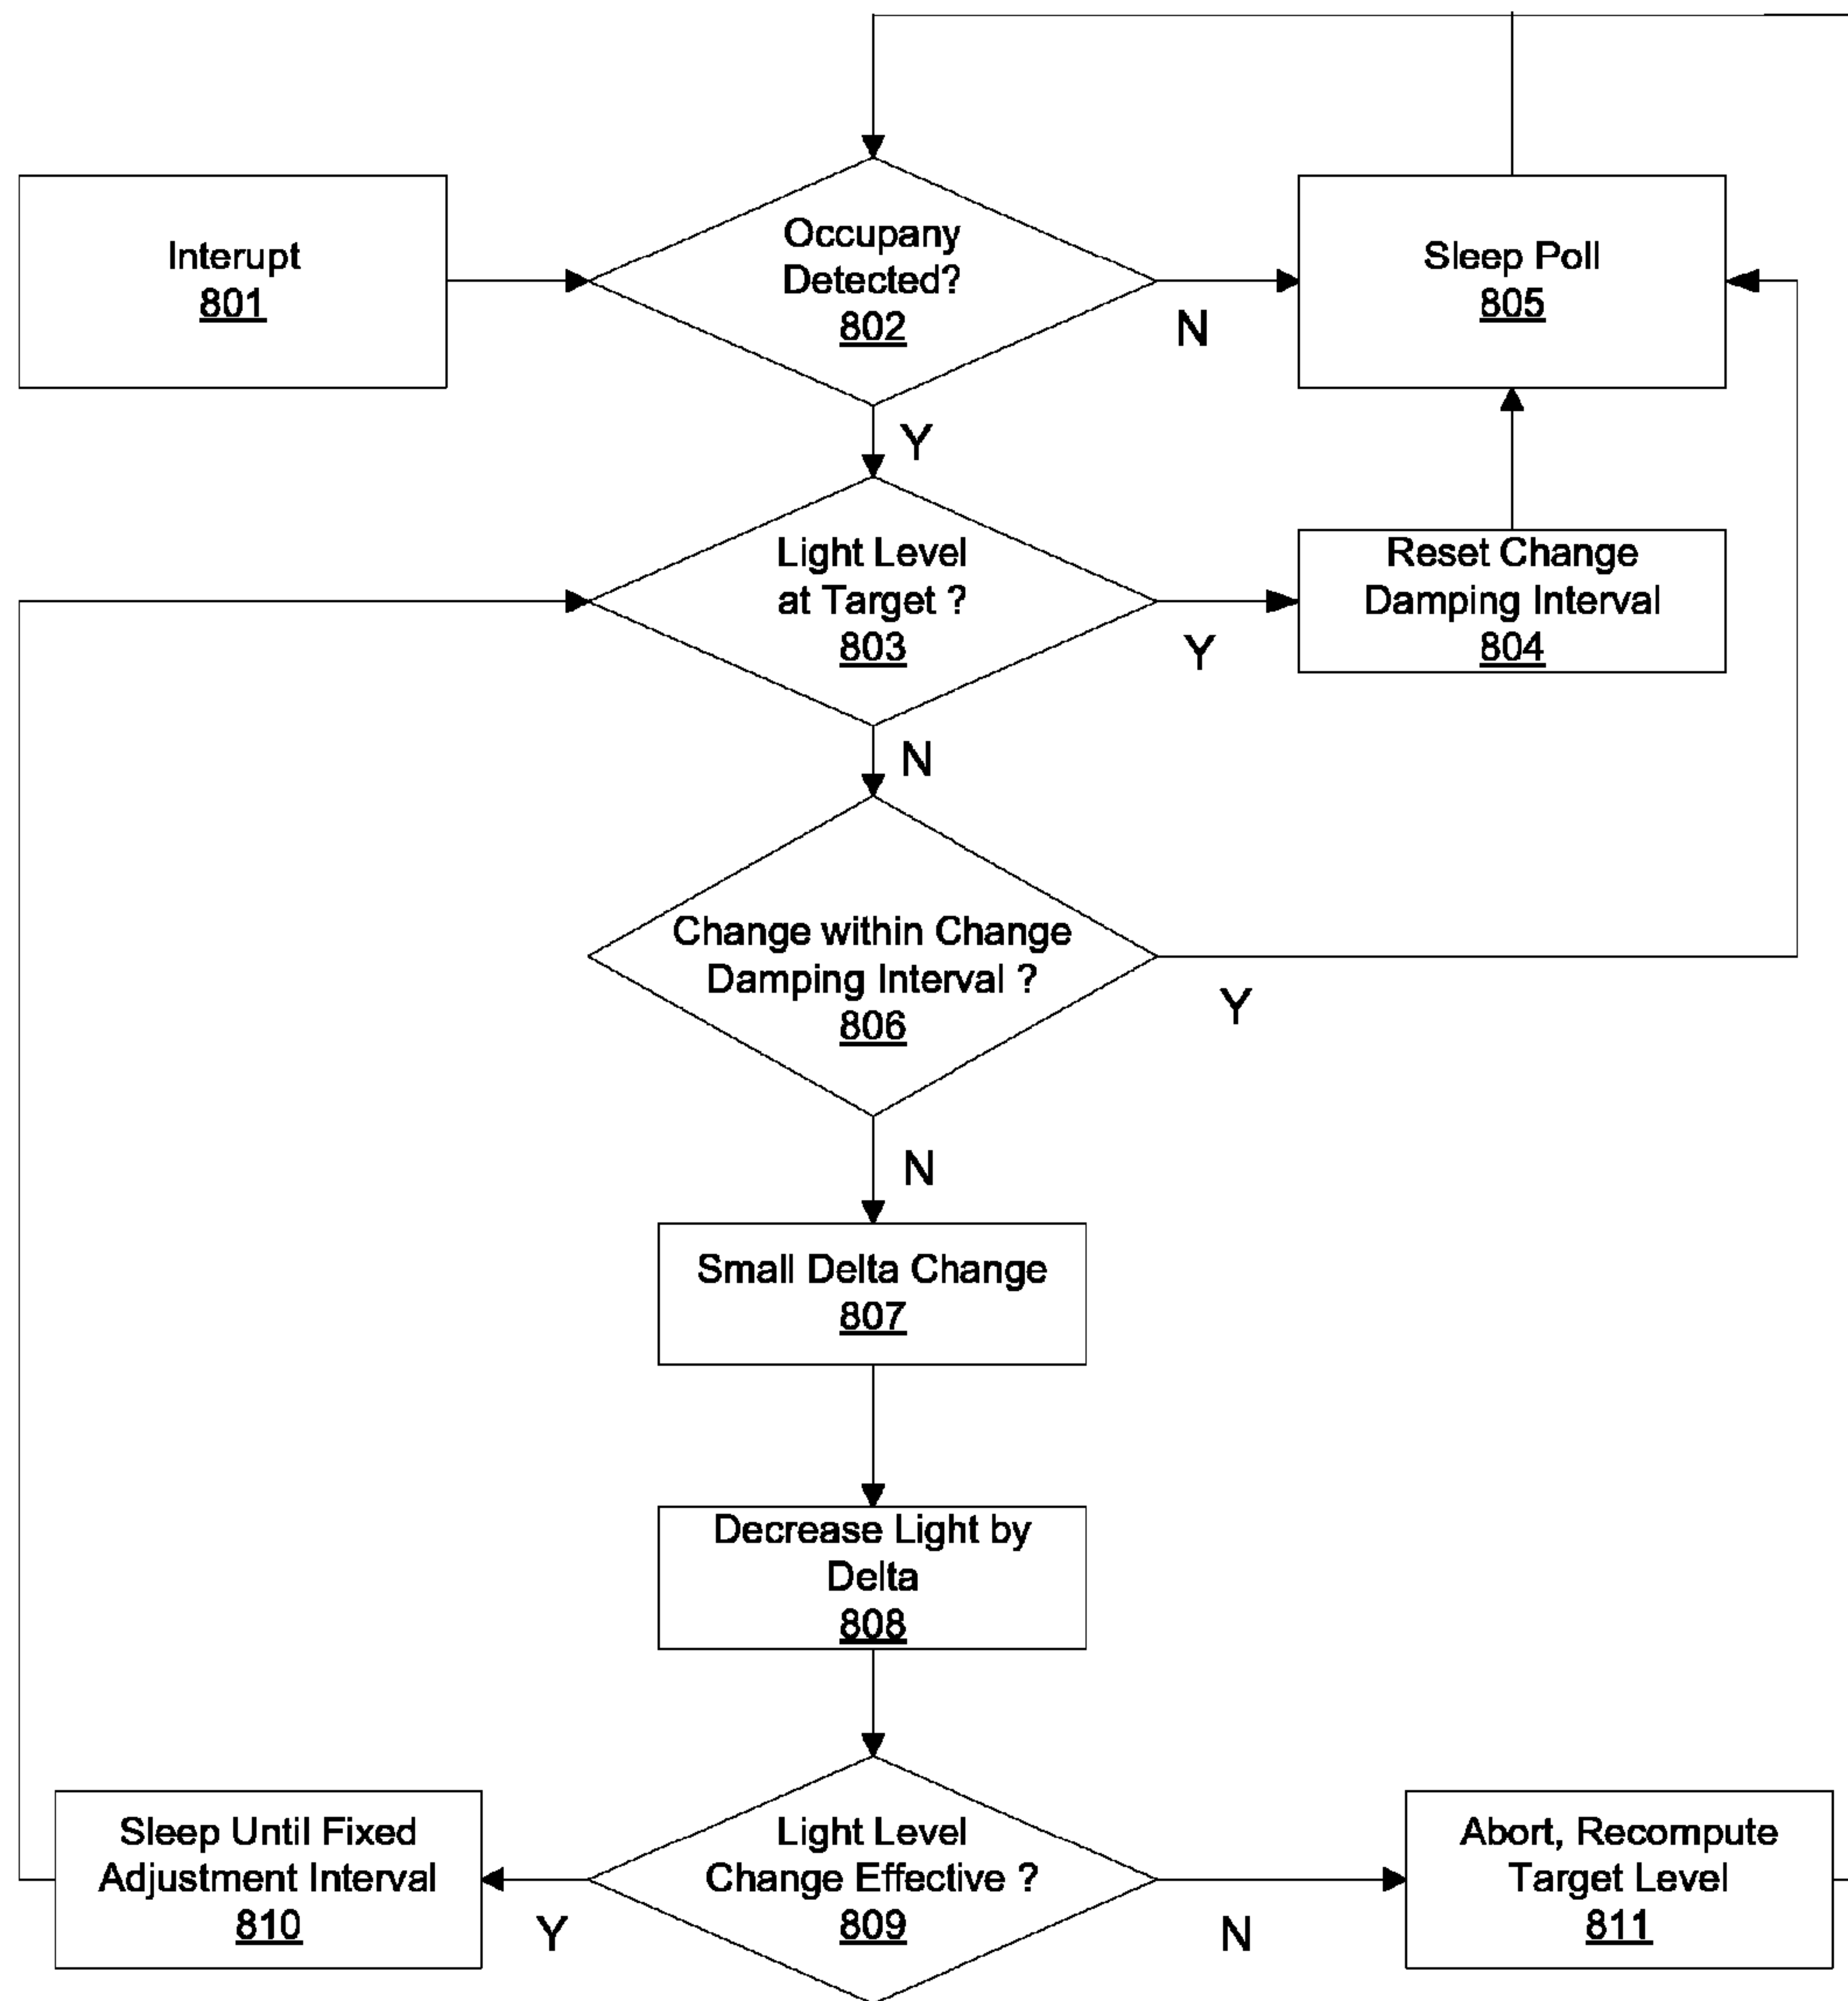 Interupt
801
Occupany
Detected?
802
N
Sleep Poll
805
Y
Light Level
at Target ?
803
Y
Reset Change
Damping Interval
804
N
Change within Change
Damping Interval ?
806
Y
N
Small Delta Change
807
Decrease Light by
Delta
808
Sleep Until Fixed
Adjustment Interval
810
Y
Light Level
Change Effective ?
809
N
Abort, Recompute
Target Level
811